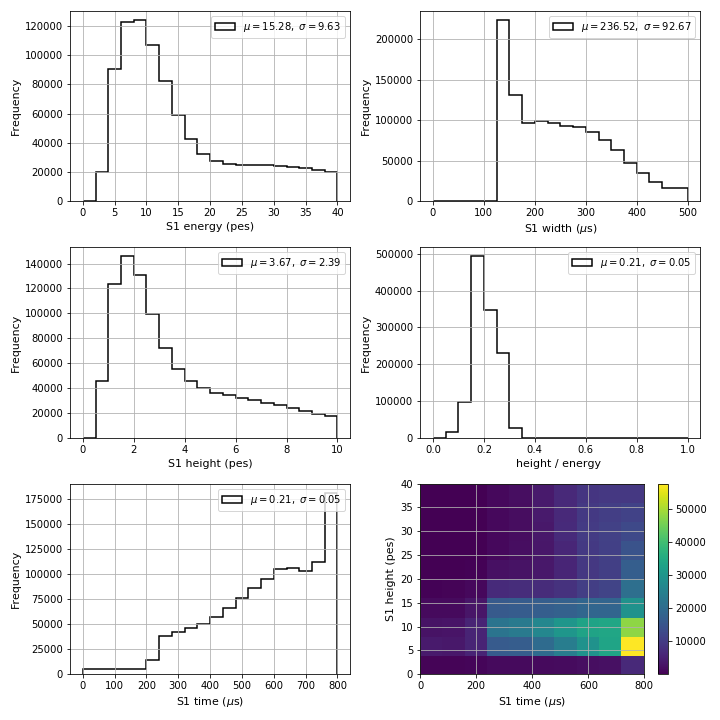 120000
100000
80000
60000
40000
20000
0
Frequency
μ = 15.28, σ = 9.63
0 5 10 15 20 25 30 35 40
S1 energy (pes)
200000
150000
100000
50000
0
Frequency
μ = 236.52, σ = 92.67
0 100 200 300 400 500
S1 width (μs)
140000
120000
100000
80000
60000
40000
20000
0
Frequency
μ = 3.67, σ = 2.39
0 2 4 6 8 10
S1 height (pes)
500000
400000
300000
200000
100000
0
Frequency
μ = 0.21, σ = 0.05
0.0 0.2 0.4 0.6 0.8 1.0
height / energy
175000
150000
125000
100000
75000
50000
25000
0
Frequency
μ = 0.21, σ = 0.05
0 100 200 300 400 500 600 700 800
S1 time (μs)
40
35
30
25
20
15
10
5
0
S1 height (pes)
0 200 400 600 800
S1 time (μs)
50000
40000
30000
20000
10000